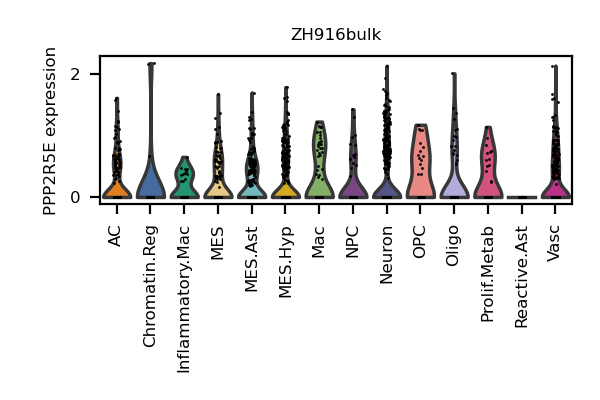 ZH916bulk
PPP2R5E expression
2
0
AC
Chromatin.Reg
Inflammatory.Mac
MES
MES.Ast
MES.Hyp
Mac
NPC
Neuron
OPC
Oligo
Prolif.Metab
Reactive.Ast
Vasc